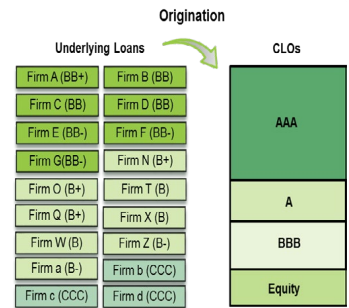 Origination
Underlying Loans
CLOs
Firm A (BB+)
Firm B (BB)
Firm C (BB)
Firm D (BB)
Firm E (BB-)
Firm F (BB-)
Firm G(BB-)
Firm N (B+)
Firm O (B+)
Firm T (B)
Firm Q (B+)
Firm X (B)
Firm W (B)
Firm Z (B-)
Firm a (B-)
Firm b (CCC)
Firm c (CCC)
Firm d (CCC)
AAA
A
BBB
Equity